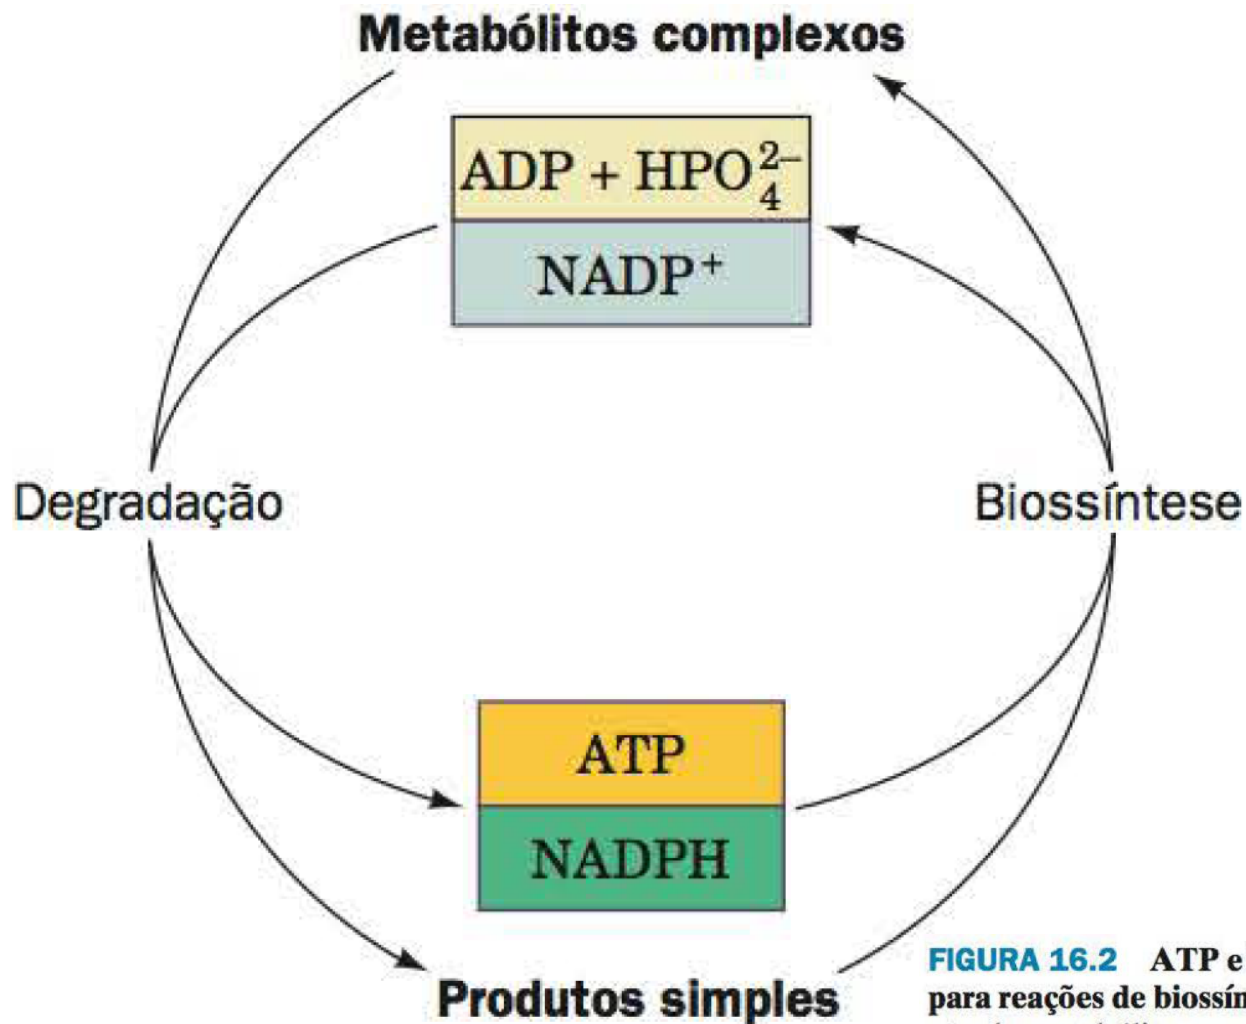 Metabólitos complexos
ADP + HPO₄²⁻
NADP⁺
Degradação
Biossíntese
ATP
NADPH
FIGURA 16.2 ATP e
para reações de biossín
Produtos simples